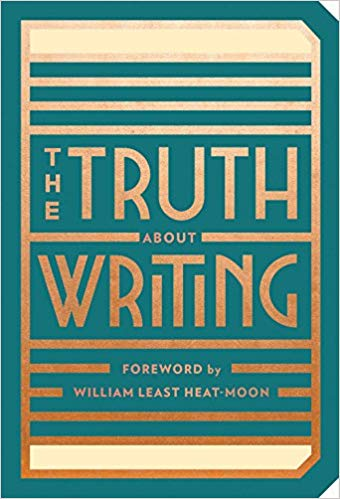 THE TRUTH
ABOUT
WRITING
FOREWORD by
WILLIAM LEAST HEAT-MOON